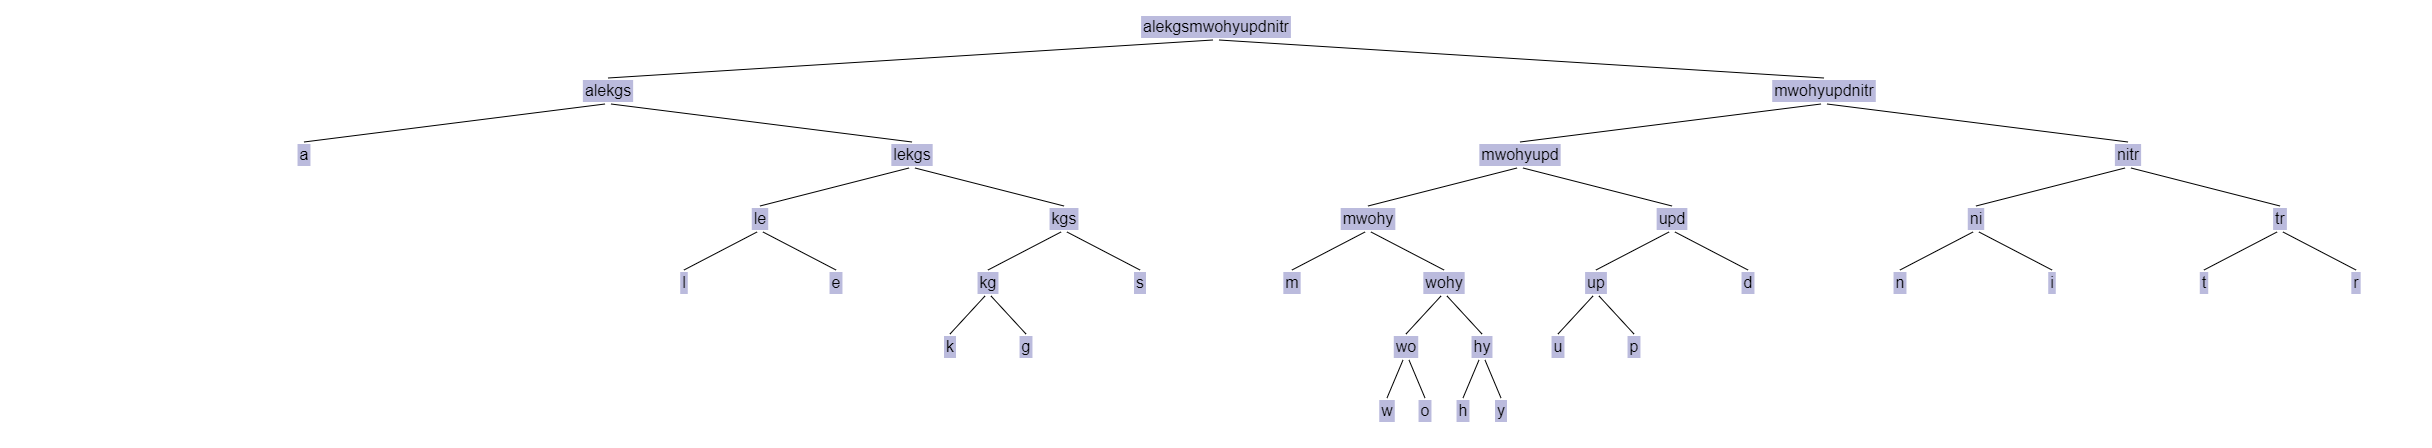 alekgsmwohyupdnitr
alekgs mwohyupdnitr
a lekgs mwohyupd nitr
le kgs mwohy upd ni tr
l e kg s m wohy up d n i t r
k g wo hy u p
w o h y